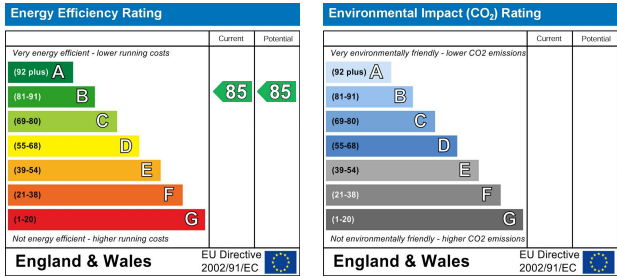 Energy Efficiency Rating
Current Potential
Very energy efficient - lower running costs
(92 plus) A
(81-91) B 85 85
(69-80) C
(55-68) D
(39-54) E
(21-38) F
(1-20) G
Not energy efficient - higher running costs
England & Wales EU Directive 2002/91/EC
Environmental Impact (CO₂) Rating
Current Potential
Very environmentally friendly - lower CO2 emissions
(92 plus) A
(81-91) B
(69-80) C
(55-68) D
(39-54) E
(21-38) F
(1-20) G
Not environmentally friendly - higher CO2 emissions
England & Wales EU Directive 2002/91/EC